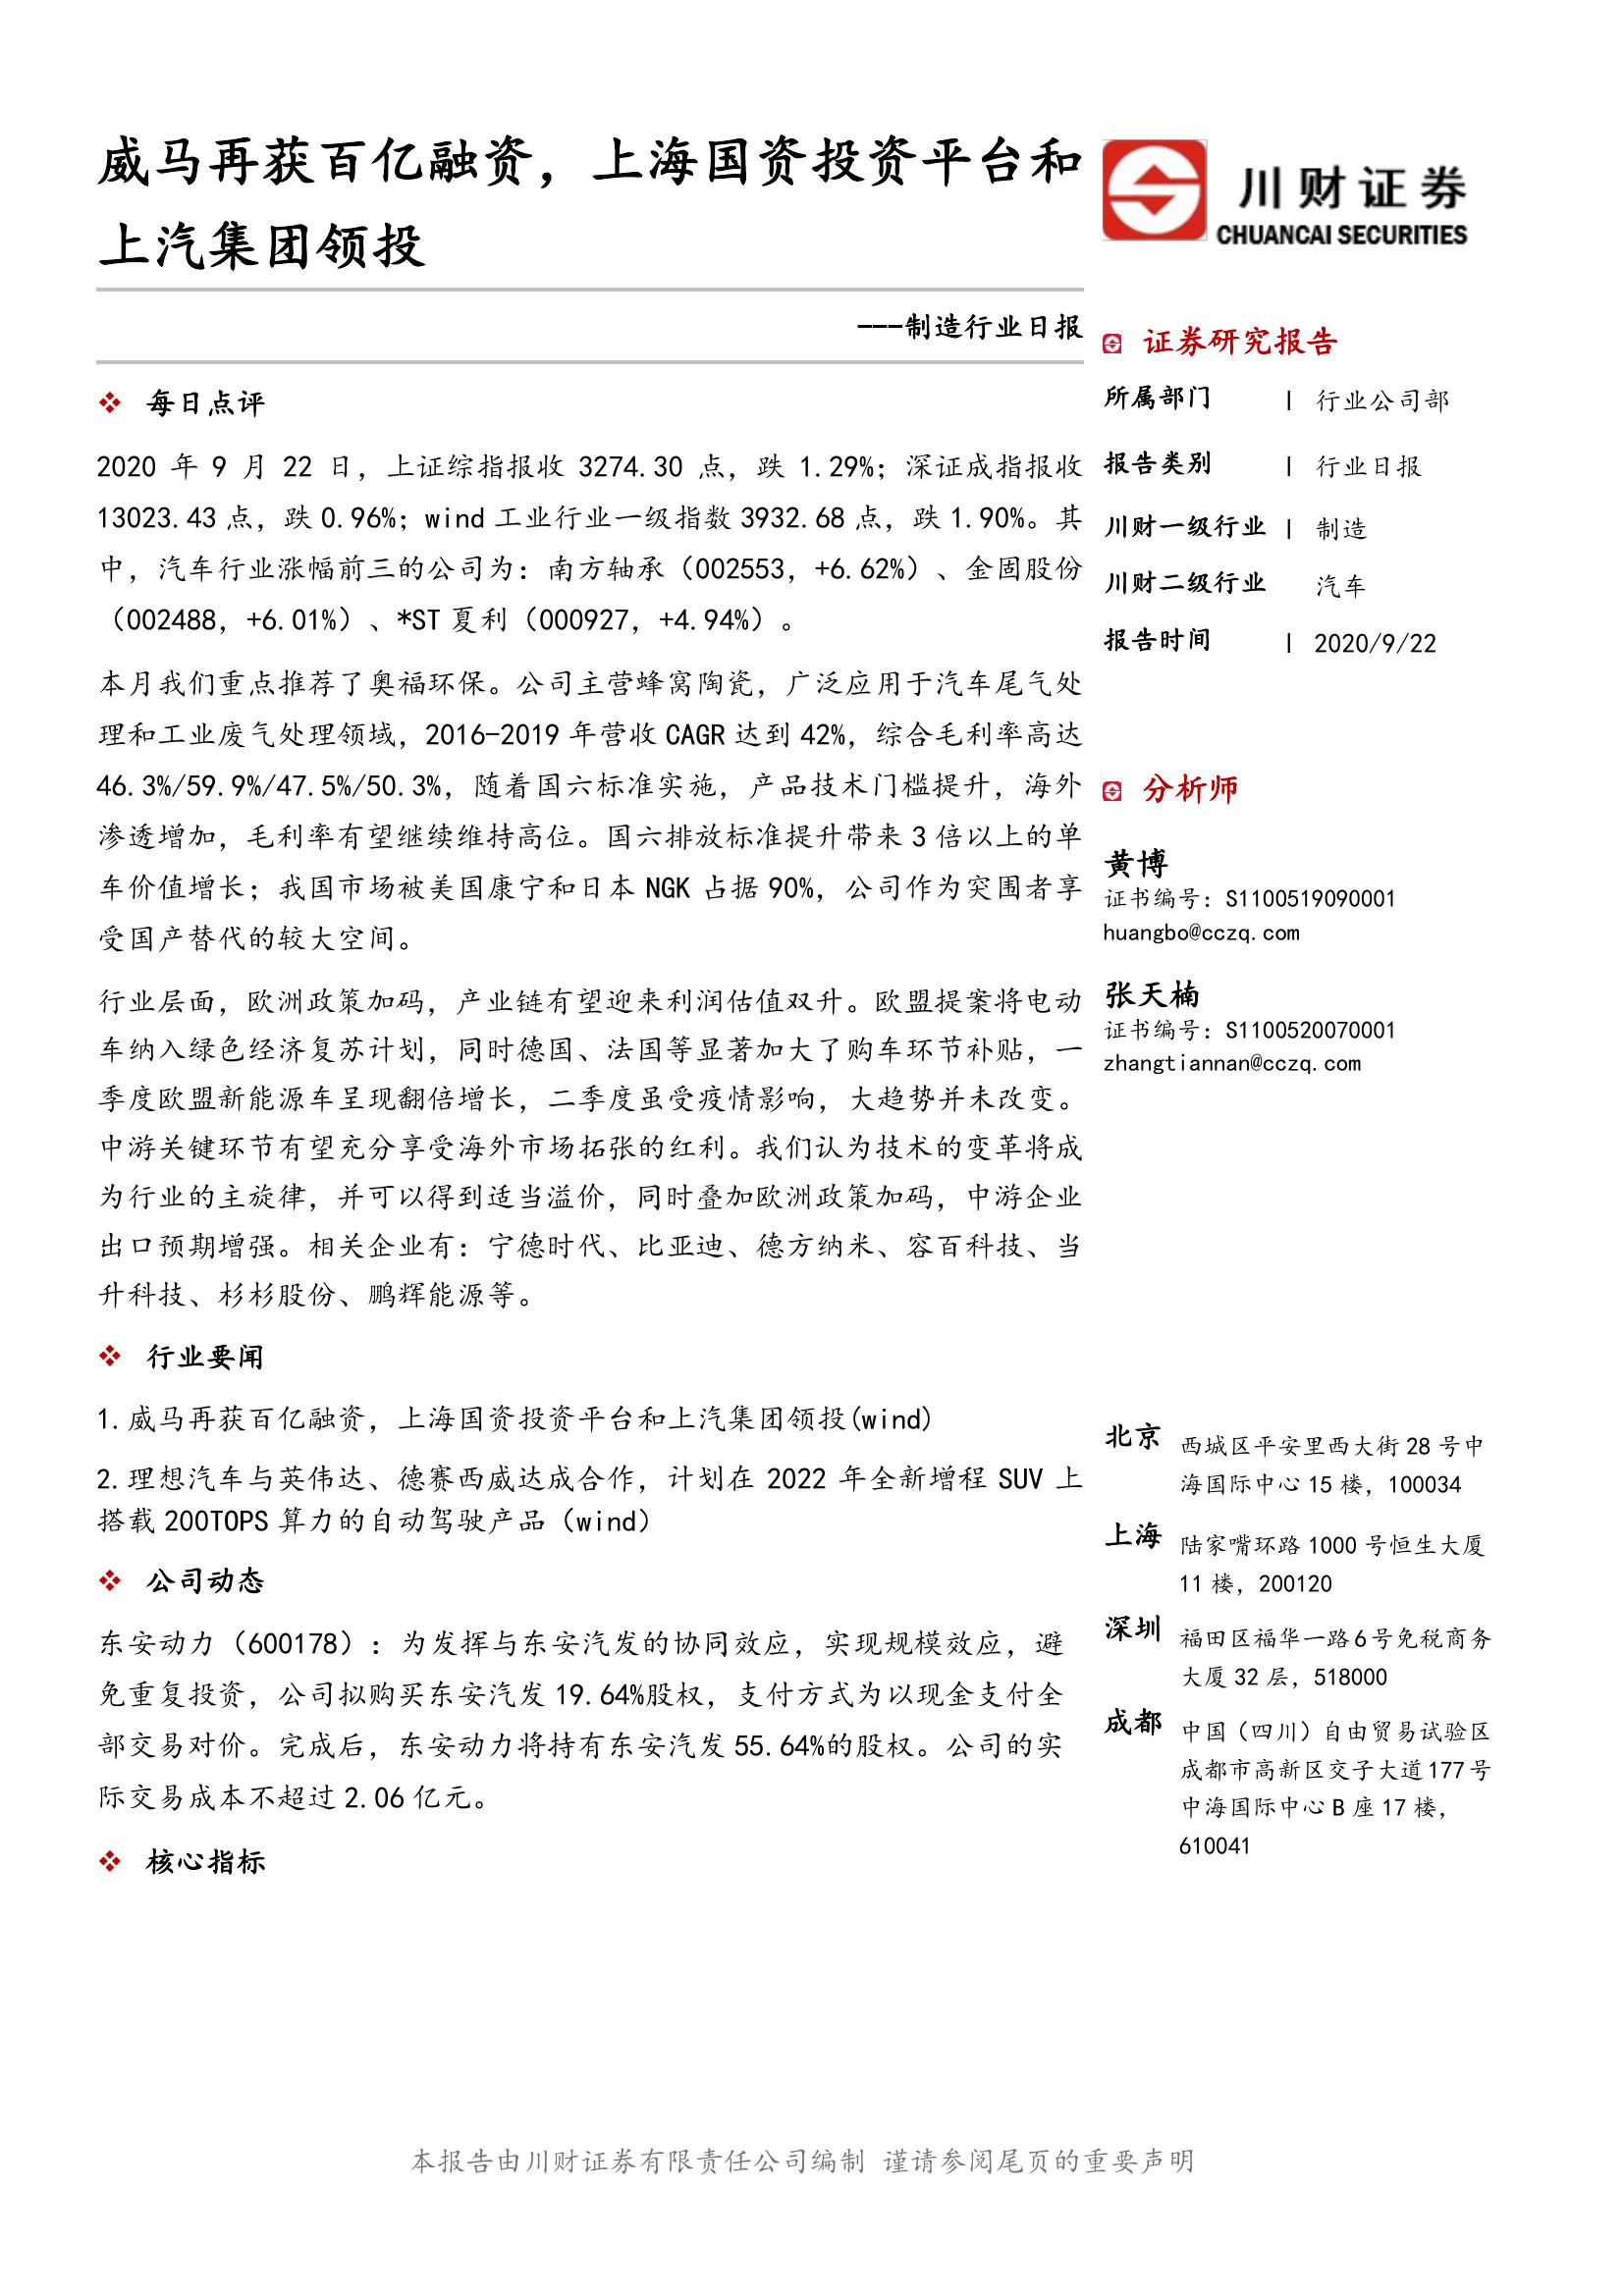 威马再获百亿融资，上海国资投资平台和
上汽集团领投
---制造行业日报
每日点评
2020 年 9 月 22 日，上证综指报收 3274.30 点，跌 1.29%；深证成指报收
13023.43 点，跌 0.96%；wind 工业行业一级指数 3932.68 点，跌 1.90%。其
中，汽车行业涨幅前三的公司为：南方轴承（002553，+6.62%）、金固股份
（002488，+6.01%）、*ST 夏利（000927，+4.94%）。
本月我们重点推荐了奥福环保。公司主营蜂窝陶瓷，广泛应用于汽车尾气处
理和工业废气处理领域，2016-2019 年营收 CAGR 达到 42%，综合毛利率高达
46.3%/59.9%/47.5%/50.3%，随着国六标准实施，产品技术门槛提升，海外
渗透增加，毛利率有望继续维持高位。国六排放标准提升带来 3 倍以上的单
车价值增长；我国市场被美国康宁和日本 NGK 占据 90%，公司作为突围者享
受国产替代的较大空间。
行业层面，欧洲政策加码，产业链有望迎来利润估值双升。欧盟提案将电动
车纳入绿色经济复苏计划，同时德国、法国等显著加大了购车环节补贴，一
季度欧盟新能源车呈现翻倍增长，二季度虽受疫情影响，大趋势并未改变。
中游关键环节有望充分享受海外市场拓张的红利。我们认为技术的变革将成
为行业的主旋律，并可以得到适当溢价，同时叠加欧洲政策加码，中游企业
出口预期增强。相关企业有：宁德时代、比亚迪、德方纳米、容百科技、当
升科技、杉杉股份、鹏辉能源等。
行业要闻
1.威马再获百亿融资，上海国资投资平台和上汽集团领投(wind)
2.理想汽车与英伟达、德赛西威达成合作，计划在 2022 年全新增程 SUV 上
搭载 200TOPS 算力的自动驾驶产品（wind）
公司动态
东安动力（600178）：为发挥与东安汽发的协同效应，实现规模效应，避
免重复投资，公司拟购买东安汽发 19.64%股权，支付方式为以现金支付全
部交易对价。完成后，东安动力将持有东安汽发 55.64%的股权。公司的实
际交易成本不超过 2.06 亿元。
核心指标
川财证券
CHUANCAI SECURITIES
证券研究报告
所属部门 | 行业公司部
报告类别 | 行业日报
川财一级行业 | 制造
川财二级行业 汽车
报告时间 | 2020/9/22
分析师
黄博
证书编号：S1100519090001
huangbo@cczq.com
张天楠
证书编号：S1100520070001
zhangtiannan@cczq.com
北京 西城区平安里西大街 28 号中
海国际中心 15 楼，100034
上海 陆家嘴环路 1000 号恒生大厦
11 楼，200120
深圳 福田区福华一路 6 号免税商务
大厦 32 层，518000
成都 中国（四川）自由贸易试验区
成都市高新区交子大道 177 号
中海国际中心 B 座 17 楼，
610041
本报告由川财证券有限责任公司编制 谨请参阅尾页的重要声明